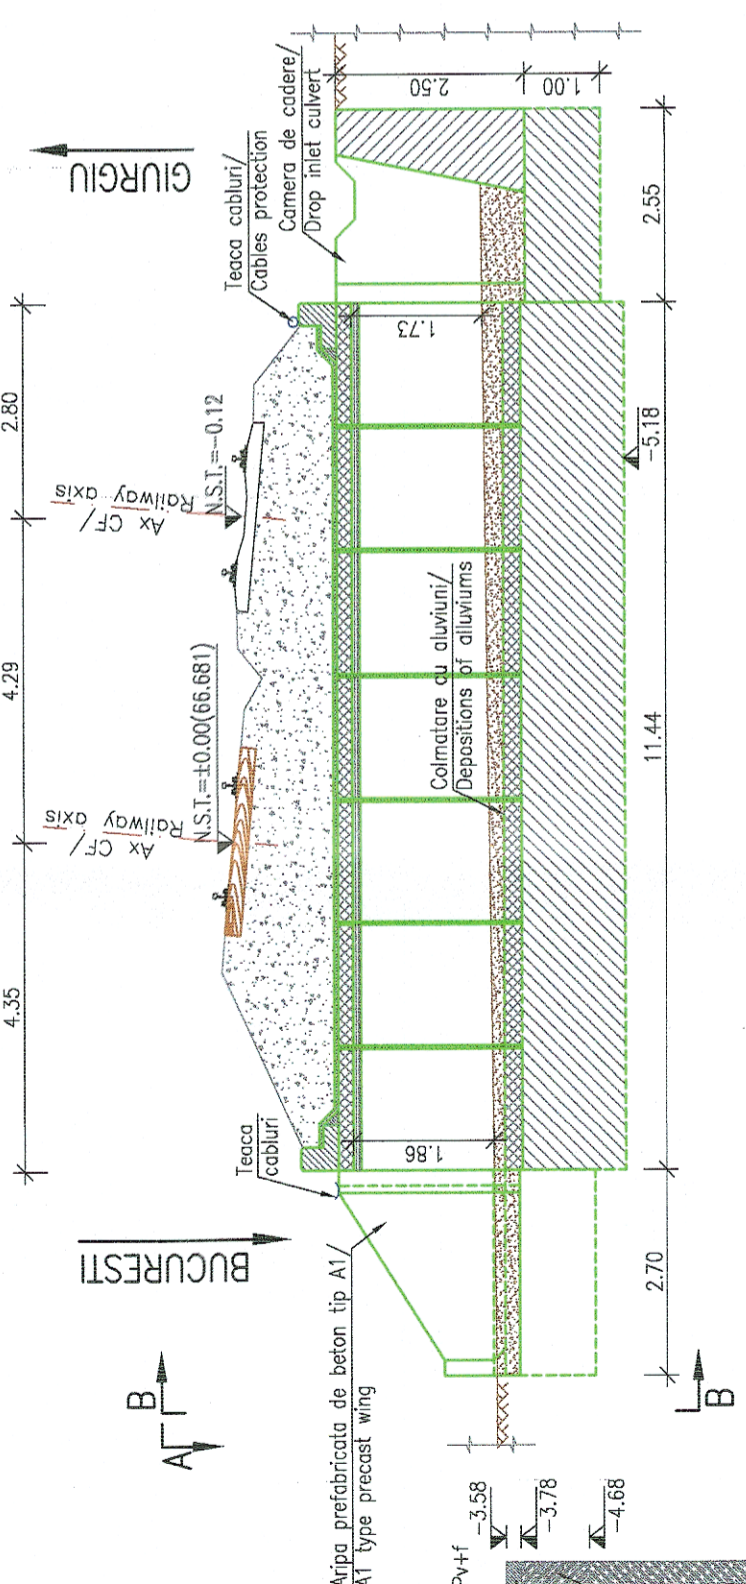 GIURGIU
BUCURESTI
4.35
4.29
2.80
Ax CF/
Railway axis
N.S.T.=±0.00(66.681)
Ax CF/
Railway axis
N.S.T.=-0.12
Teaca cabluri/
Cables protection
Camera de cadere/
Drop inlet culvert
2.50
1.00
Teaca
cabluri
1.86
1.73
Colmatare cu aluviuni/
Depositions of alluviums
-5.18
Aripa prefabricata de beton tip A1/
A1 type precast wing
2.70
11.44
2.55
B
A
B
Pv+f
-3.58
-3.78
-4.68